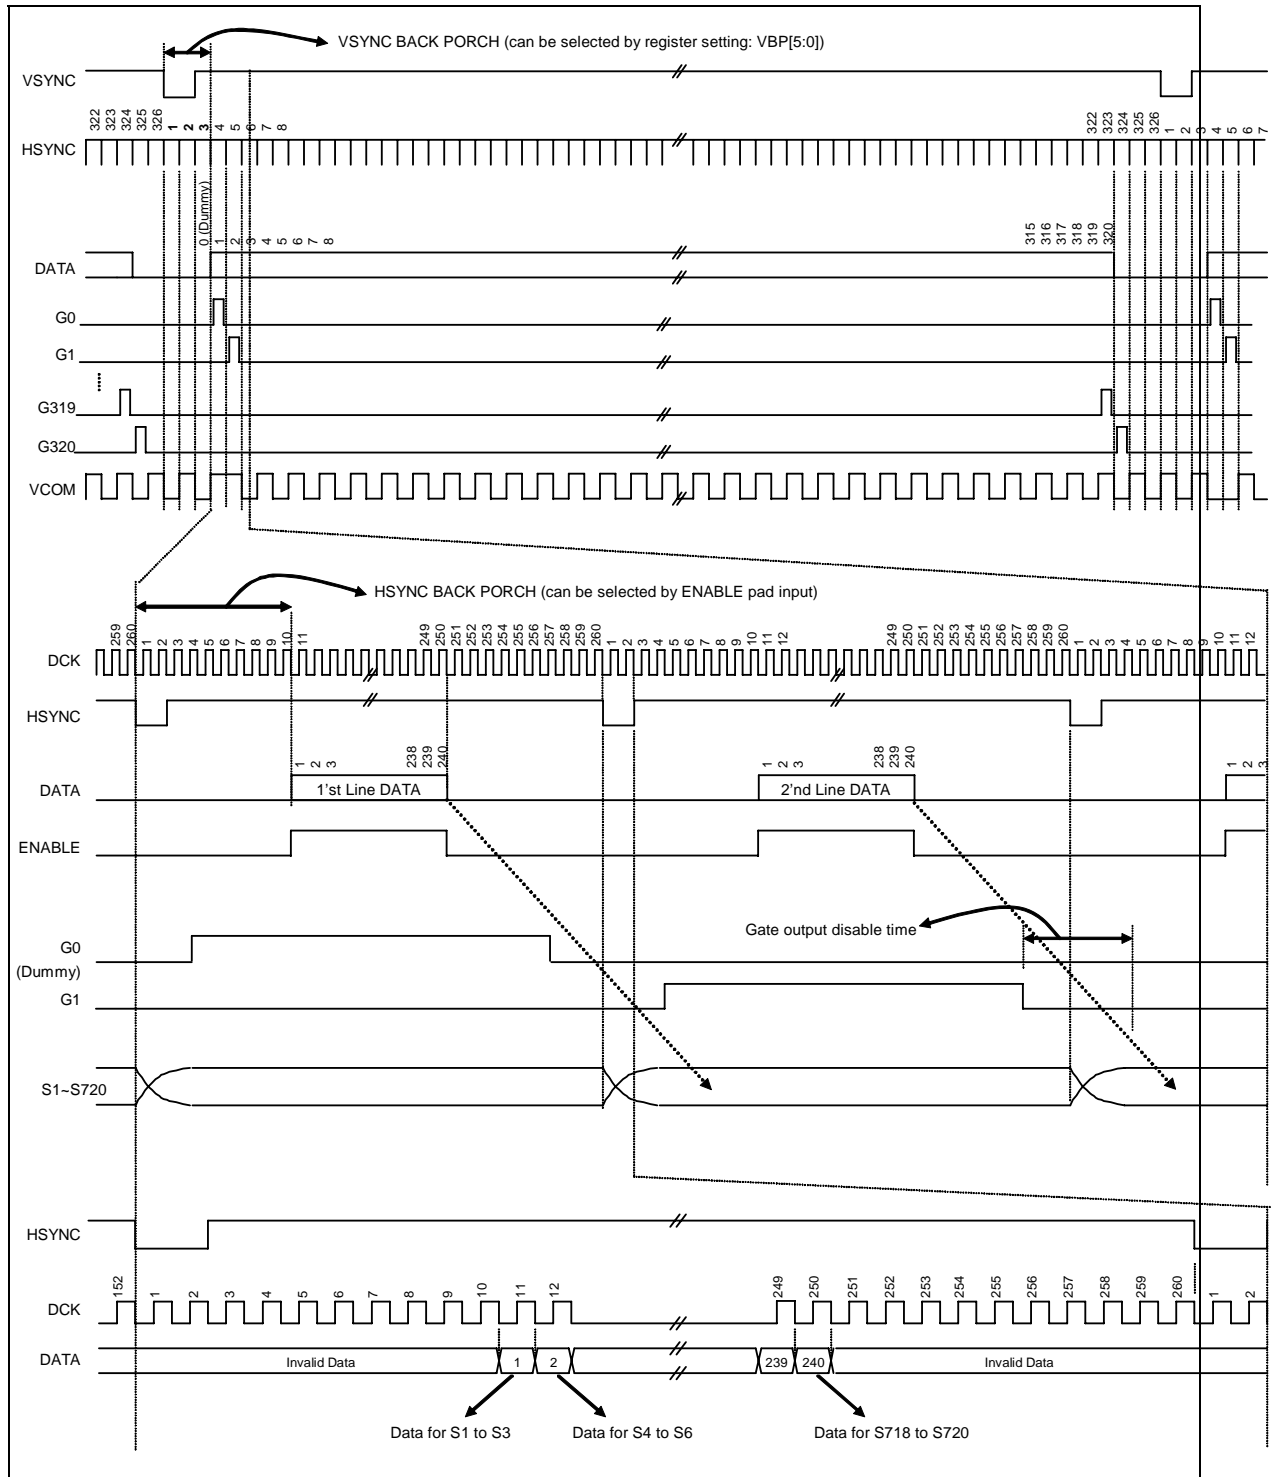 VSYNC BACK PORCH (can be selected by register setting: VBP[5:0])
VSYNC
322 323 324 325 326 1 2 3 4 5 6 7 8 322 323 324 325 326 1 2 3 4 5 6 7
HSYNC
0 (Dummy) 1 2 3 4 5 6 7 8 315 316 317 318 319 320
DATA
G0
G1
G319
G320
VCOM
HSYNC BACK PORCH (can be selected by ENABLE pad input)
259 260 1 2 3 4 5 6 7 8 9 10 11 249 250 251 252 253 254 255 256 257 258 259 260 1 2 3 4 5 6 7 8 9 10 11 12 249 250 251 252 253 254 255 256 257 258 259 260 1 2 3 4 5 6 7 8 9 10 11 12
DCK
HSYNC
1 2 3 238 239 240 1 2 3 238 239 240 1 2 3
DATA 1'st Line DATA 2'nd Line DATA
ENABLE
Gate output disable time
G0
(Dummy)
G1
S1~S720
HSYNC
152 1 2 3 4 5 6 7 8 9 10 11 12 249 250 251 252 253 254 255 256 257 258 259 260 1 2
DCK
DATA Invalid Data 1 2 239 240 Invalid Data
Data for S1 to S3 Data for S4 to S6 Data for S718 to S720